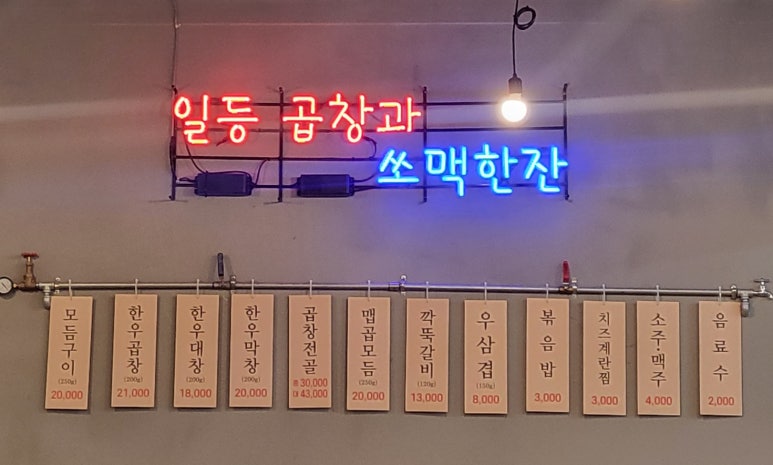 일등 곱창과
쏘맥한잔
모듬구이
(250g)
20,000
한우곱창
(200g)
21,000
한우대창
(200g)
18,000
한우막창
(200g)
20,000
곱창전골
중 30,000
대 43,000
맵곱모듬
(250g)
20,000
깍뚝갈비
(120g)
13,000
우삼겹
(150g)
8,000
볶음밥
3,000
치즈계란찜
3,000
소주·맥주
4,000
음료수
2,000